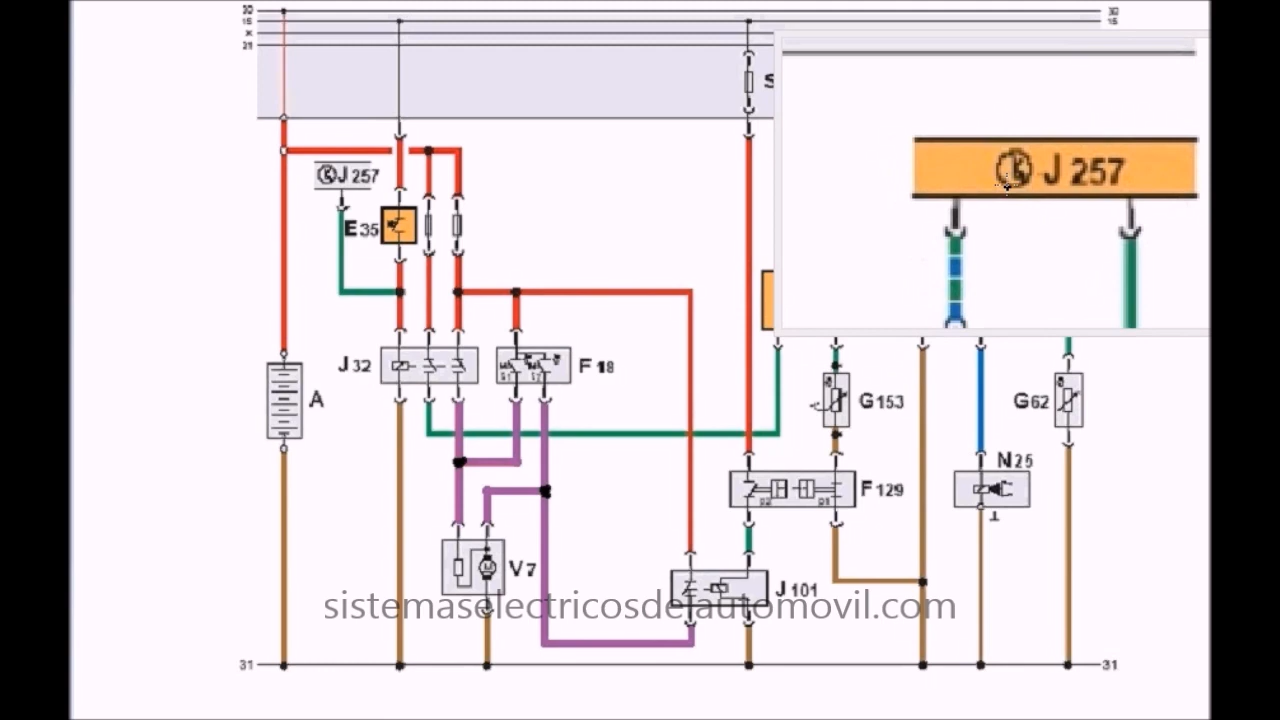 30 30
15 15
X
31
S
J 257
J 257
E 35
J 32
F 18
A
G 153
G 62
N 25
F 129
V 7
J 101
sistemaselectricosdelautomovil.com
31 31